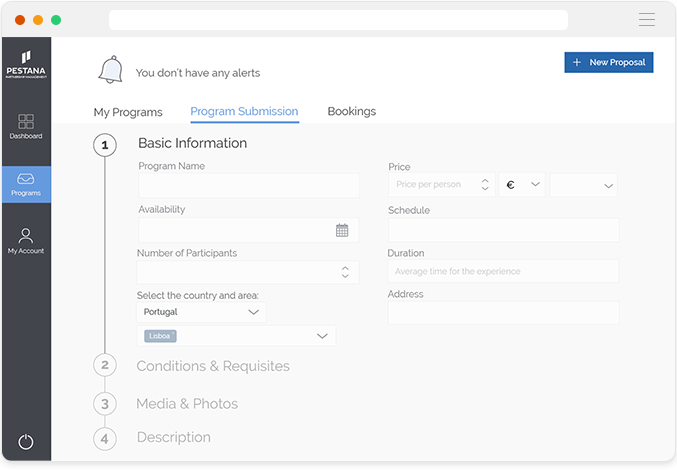 PESTANA
PARTNERSHIP MANAGEMENT
Dashboard
Programs
My Account
You don't have any alerts
+ New Proposal
My Programs
Program Submission
Bookings
1
Basic Information
Program Name
Price
Price per person
€
Availability
Schedule
Number of Participants
Duration
Average time for the experience
Select the country and area:
Address
Portugal
Lisboa
2
Conditions & Requisites
3
Media & Photos
4
Description